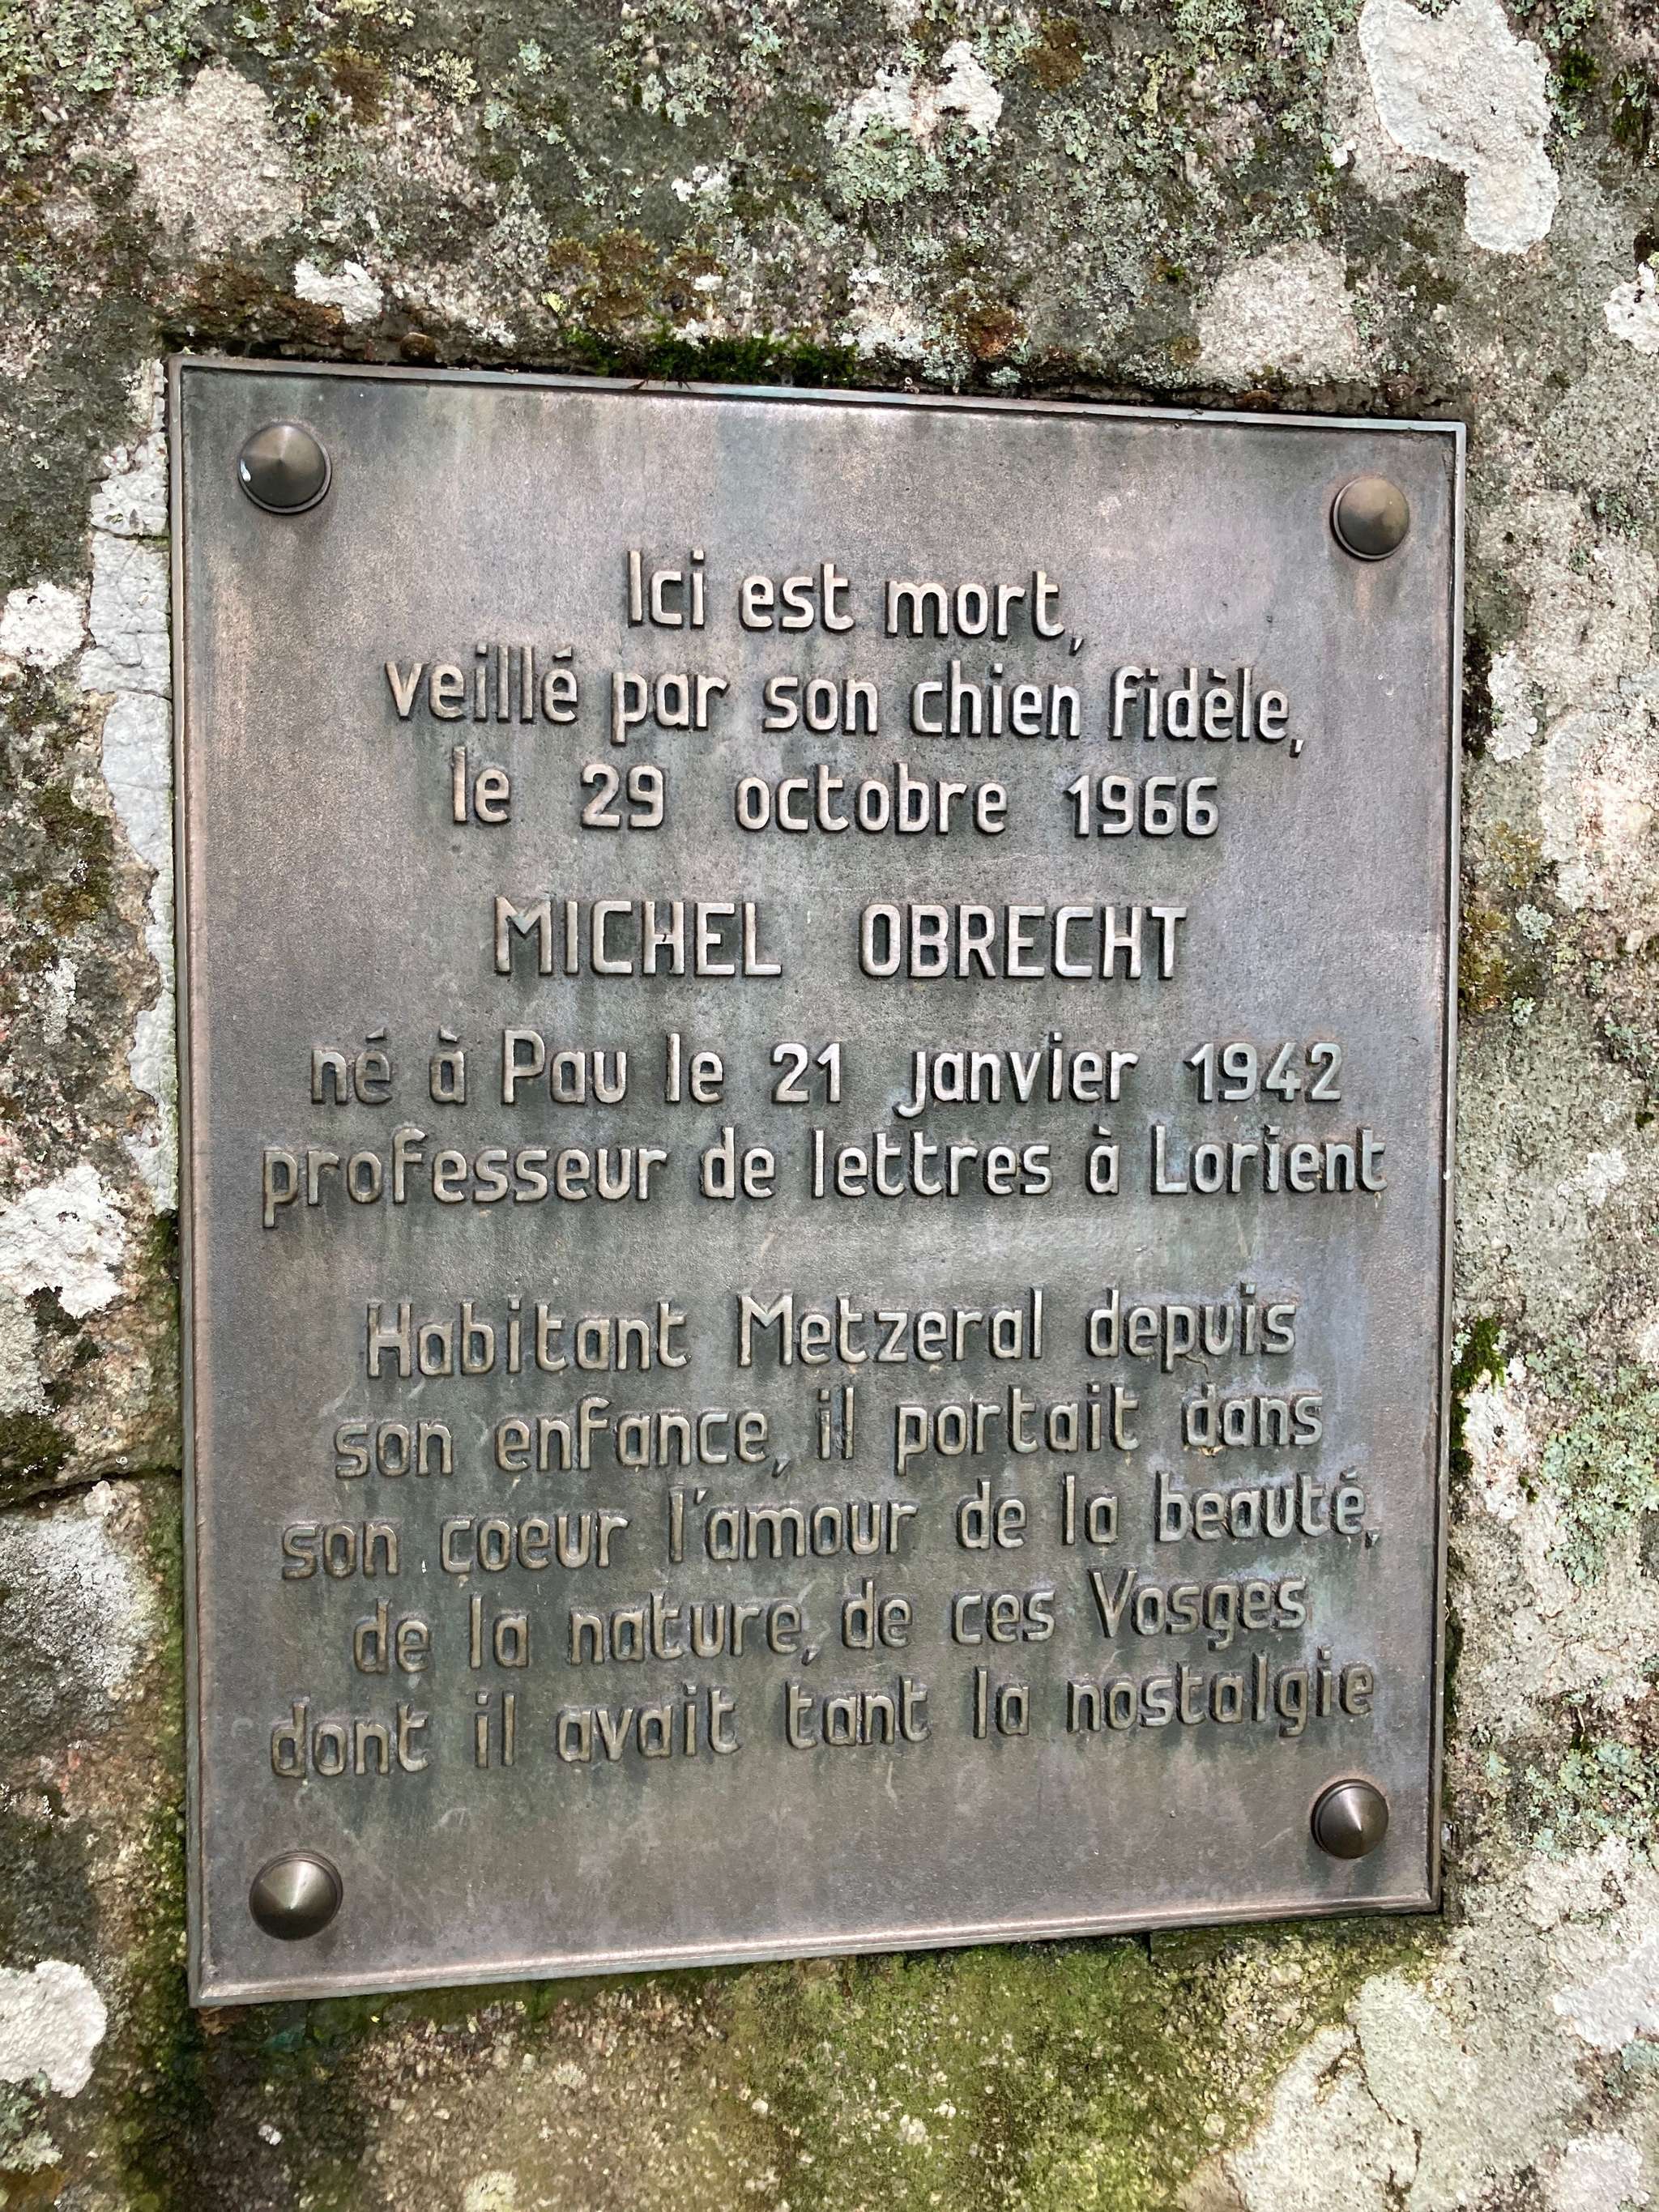 Ici est mort,
veillé par son chien fidèle,
le 29 octobre 1966
MICHEL OBRECHT
né à Pau le 21 janvier 1942
professeur de lettres à Lorient
Habitant Metzeral depuis
son enfance, il portait dans
son coeur l'amour de la beauté,
de la nature, de ces Vosges
dont il avait tant la nostalgie